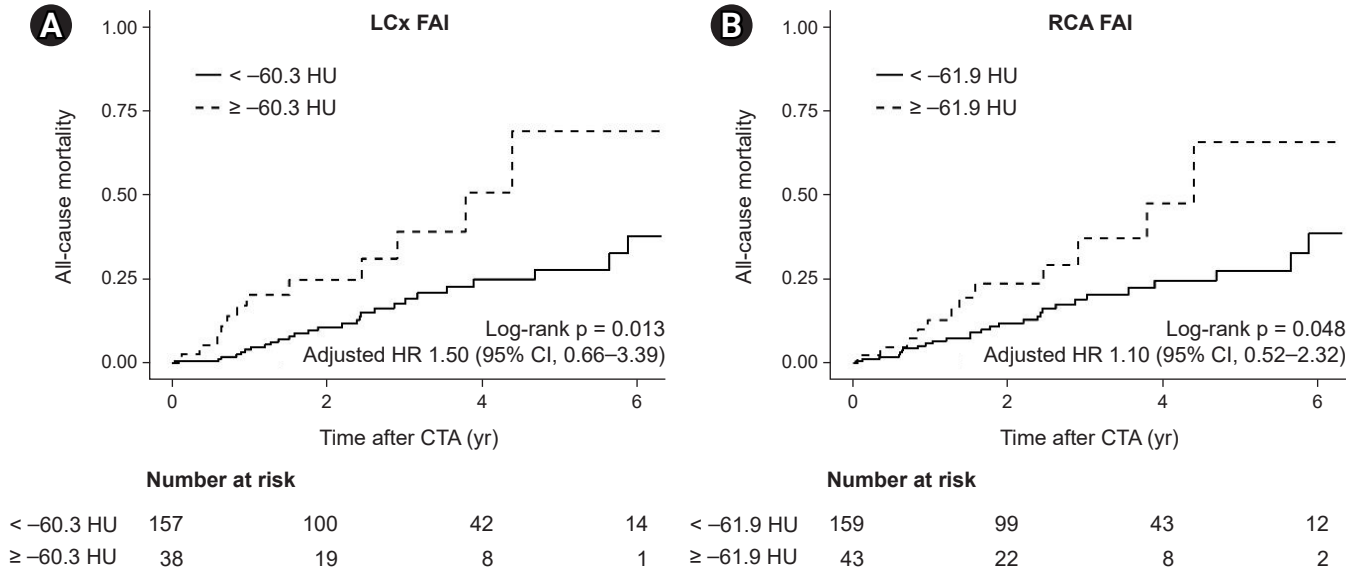 A
LCx FAI
1.00
0.75
0.50
0.25
0.00
All-cause mortality
< –60.3 HU
≥ –60.3 HU
Log-rank p = 0.013
Adjusted HR 1.50 (95% CI, 0.66–3.39)
0 2 4 6
Time after CTA (yr)
Number at risk
< –60.3 HU 157 100 42 14
≥ –60.3 HU 38 19 8 1
B
RCA FAI
1.00
0.75
0.50
0.25
0.00
All-cause mortality
< –61.9 HU
≥ –61.9 HU
Log-rank p = 0.048
Adjusted HR 1.10 (95% CI, 0.52–2.32)
0 2 4 6
Time after CTA (yr)
Number at risk
< –61.9 HU 159 99 43 12
≥ –61.9 HU 43 22 8 2